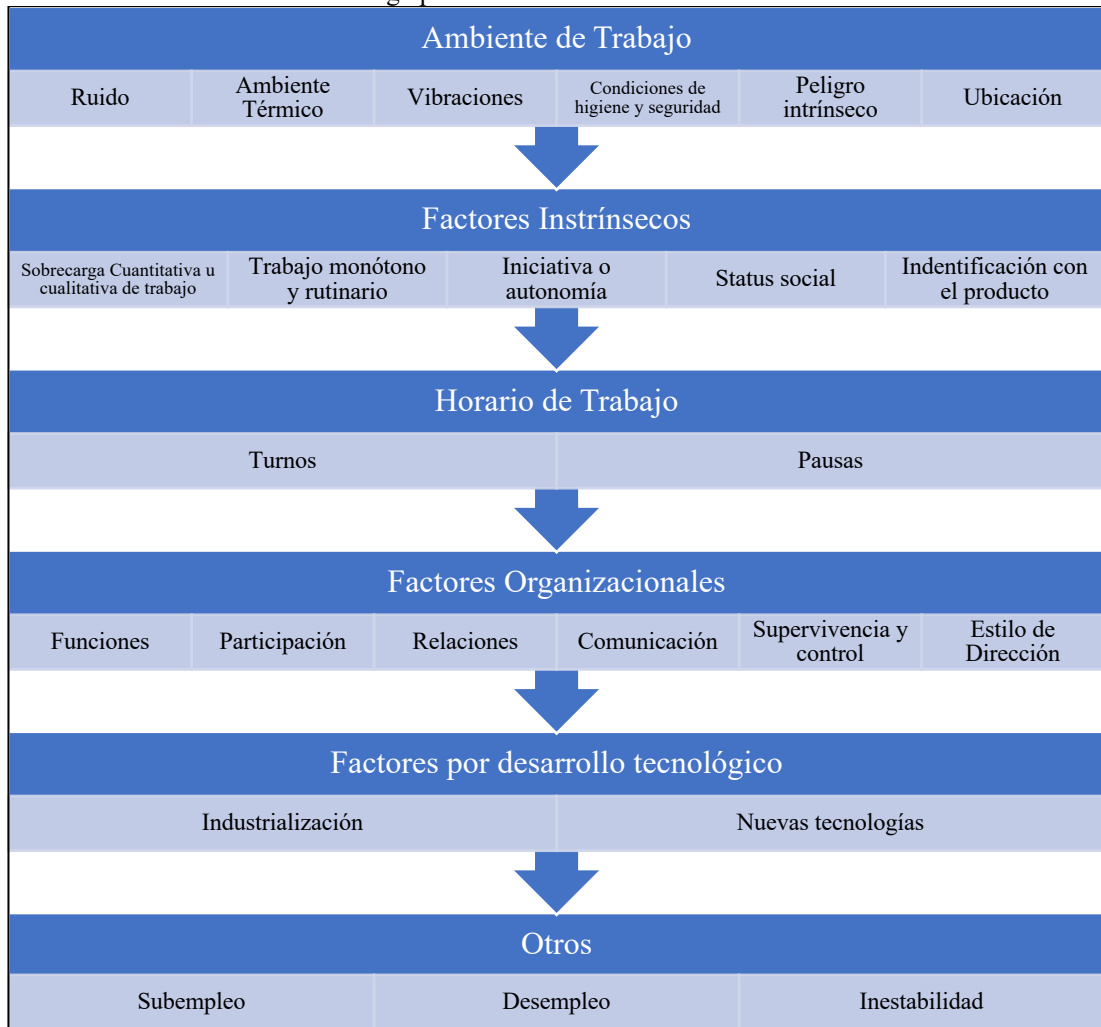 Ambiente de Trabajo
Ruido
Ambiente
Térmico
Vibraciones
Condiciones de
higiene y seguridad
Peligro
intrínseco
Ubicación
Factores Instrínsecos
Sobrecarga Cuantitativa u
cualitativa de trabajo
Trabajo monótono
y rutinario
Iniciativa o
autonomía
Status social
Indentificación con
el producto
Horario de Trabajo
Turnos
Pausas
Factores Organizacionales
Funciones
Participación
Relaciones
Comunicación
Supervivencia y
control
Estilo de
Dirección
Factores por desarrollo tecnológico
Industrialización
Nuevas tecnologías
Otros
Subempleo
Desempleo
Inestabilidad